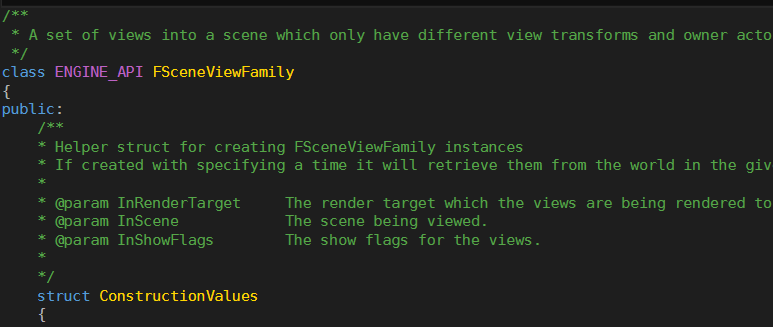 /**
 * A set of views into a scene which only have different view transforms and owner acto
 */
class ENGINE_API FSceneViewFamily
{
public:
    /**
    * Helper struct for creating FSceneViewFamily instances
    * If created with specifying a time it will retrieve them from the world in the giv
    *
    * @param InRenderTarget     The render target which the views are being rendered to
    * @param InScene            The scene being viewed.
    * @param InShowFlags        The show flags for the views.
    *
    */
    struct ConstructionValues
    {